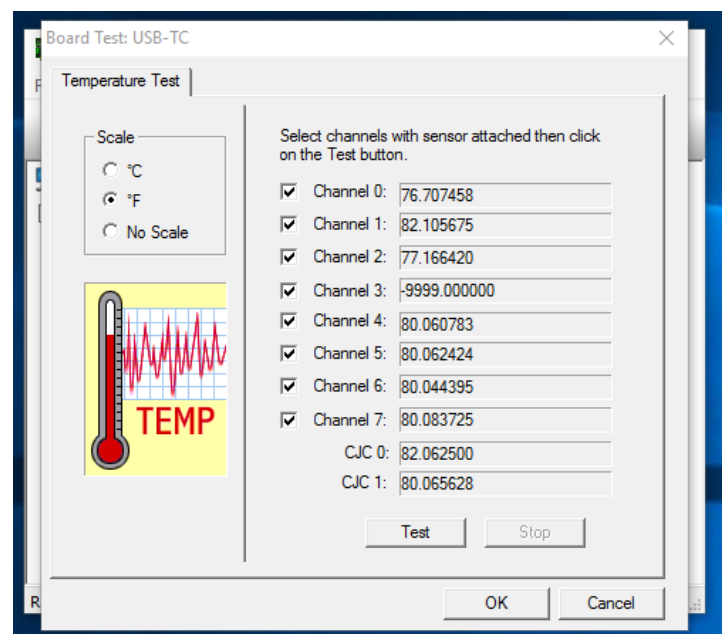 Board Test: USB-TC
Temperature Test
Scale
°C
°F
No Scale
TEMP
Select channels with sensor attached then click
on the Test button.
Channel 0: 76.707458
Channel 1: 82.105675
Channel 2: 77.166420
Channel 3: -9999.000000
Channel 4: 80.060783
Channel 5: 80.062424
Channel 6: 80.044395
Channel 7: 80.083725
CJC 0: 82.062500
CJC 1: 80.065628
Test Stop
OK Cancel